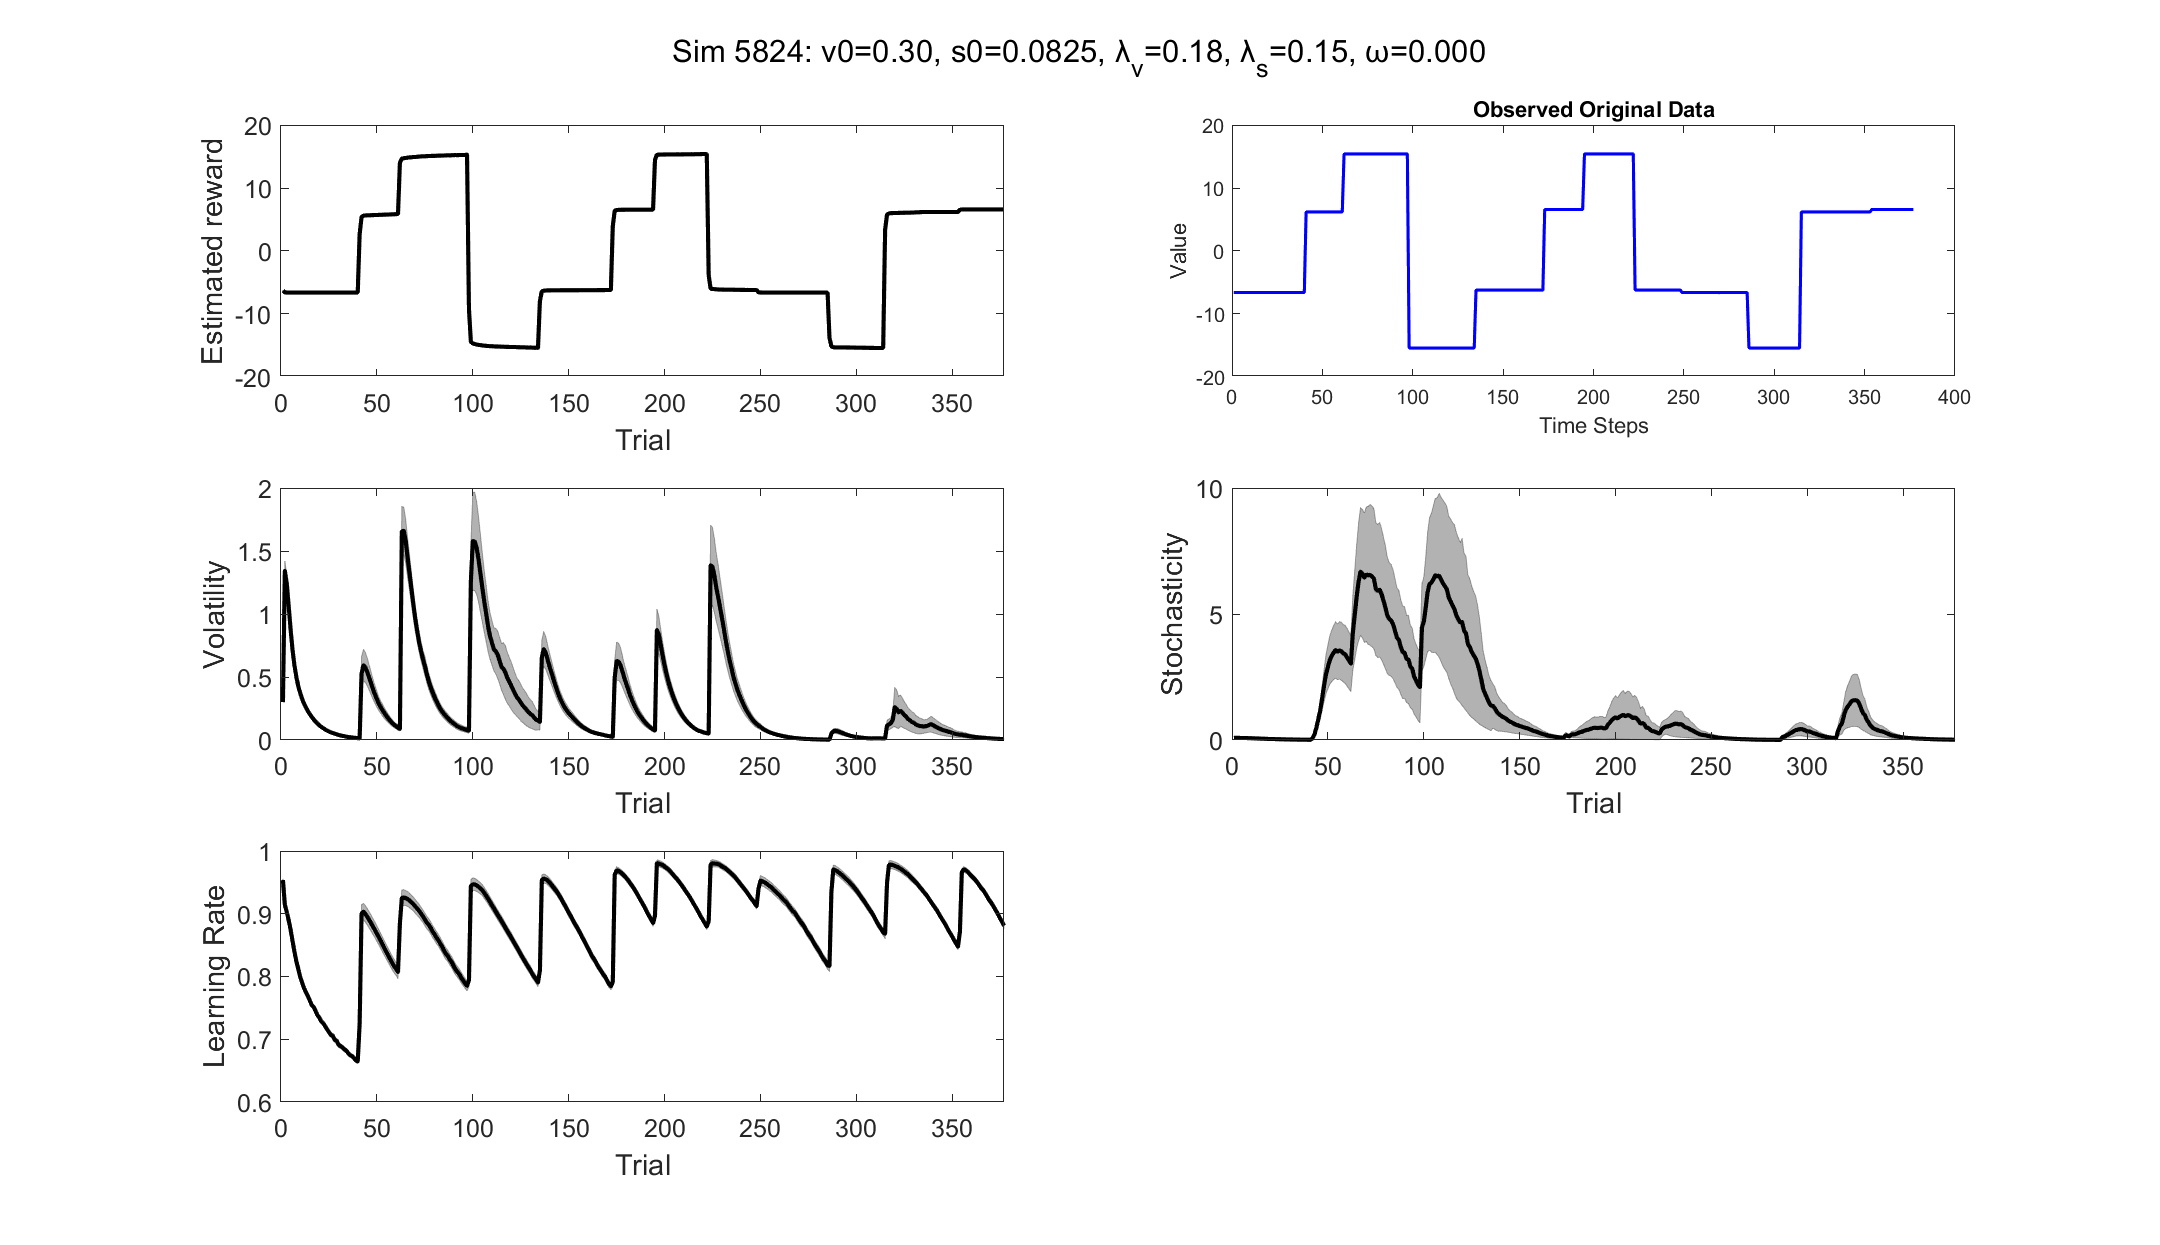 Sim 5824: v0=0.30, s0=0.0825, λ_v=0.18, λ_s=0.15, ω=0.000
20
10
0
-10
-20
Estimated reward
0 50 100 150 200 250 300 350
Trial
Observed Original Data
20
10
0
-10
-20
Value
0 50 100 150 200 250 300 350 400
Time Steps
2
1.5
1
0.5
0
Volatility
0 50 100 150 200 250 300 350
Trial
10
5
0
Stochasticity
0 50 100 150 200 250 300 350
Trial
1
0.9
0.8
0.7
0.6
Learning Rate
0 50 100 150 200 250 300 350
Trial